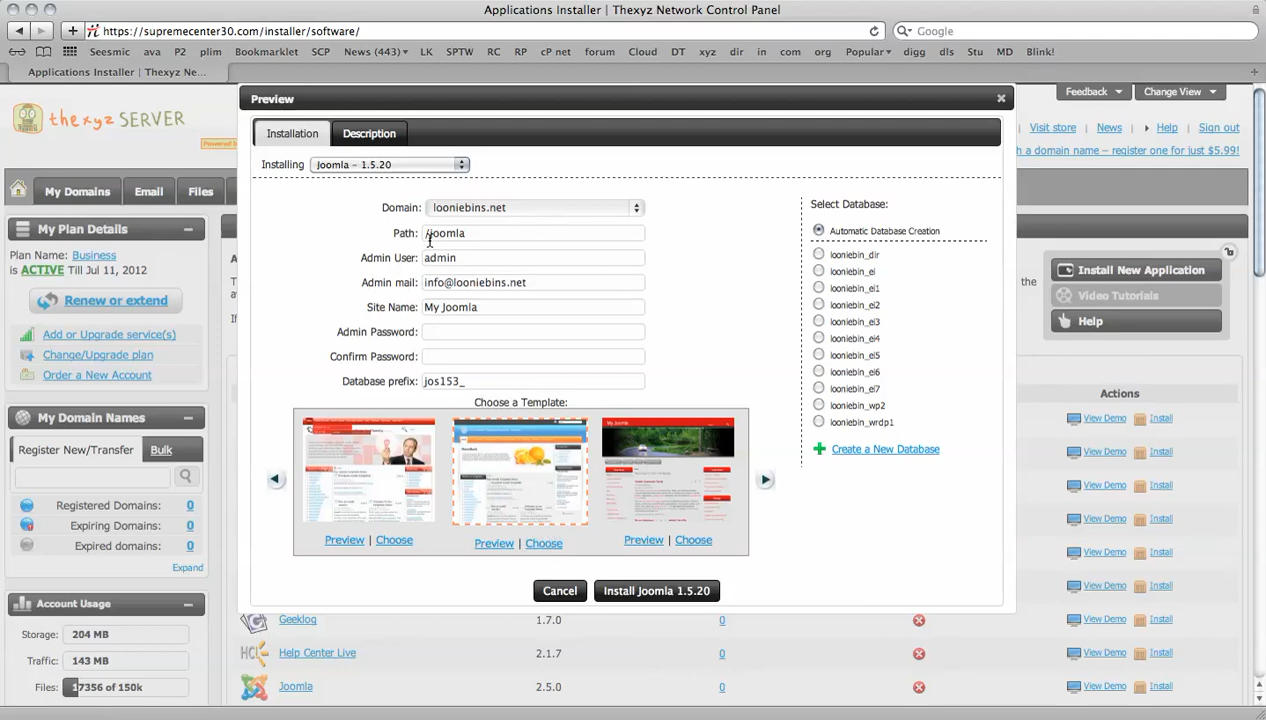 Applications Installer | Thexyz Network Control Panel
https://supremecenter30.com/installer/software/
Google
Seesmic ava P2 plim Bookmarklet SCP News (443) LK SPTW RC RP cP net forum Cloud DT xyz dir in com org Popular digg dls Stu MD Blink!
Applications Installer | Thexyz Ne...
Preview
Feedback
Change View
thexyz SERVER
Installation
Description
Visit store | News Help | Sign out
Installing
Joomla - 1.5.20
h a domain name – register one for just $5.99!
My Domains
Email
Files
Domain: looniebins.net
Path: /joomla
Admin User: admin
Admin mail: info@looniebins.net
Site Name: My Joomla
Admin Password:
Confirm Password:
Database prefix: jos153_
Choose a Template:
Preview | Choose
Preview | Choose
Preview | Choose
Cancel
Install Joomla 1.5.20
Select Database:
Automatic Database Creation
looniebin_dir
looniebin_ei
looniebin_ei1
looniebin_ei2
looniebin_ei3
looniebin_ei4
looniebin_ei5
looniebin_ei6
looniebin_ei7
looniebin_wp2
looniebin_wrdp1
Create a New Database
My Plan Details
Plan Name: Business
is ACTIVE Till Jul 11, 2012
Renew or extend
Add or Upgrade service(s)
Change/Upgrade plan
Order a New Account
My Domain Names
Register New/Transfer
Bulk
Registered Domains: 0
Expiring Domains: 0
Expired domains: 0
Expand
Account Usage
Storage: 204 MB
Traffic: 143 MB
Files: 17356 of 150k
the
Install New Application
Video Tutorials
Help
Actions
View Demo Install
View Demo Install
View Demo Install
View Demo Install
View Demo Install
View Demo Install
Geeklog 1.7.0 0 View Demo Install
Help Center Live 2.1.7 0 View Demo Install
Joomla 2.5.0 0 View Demo Install